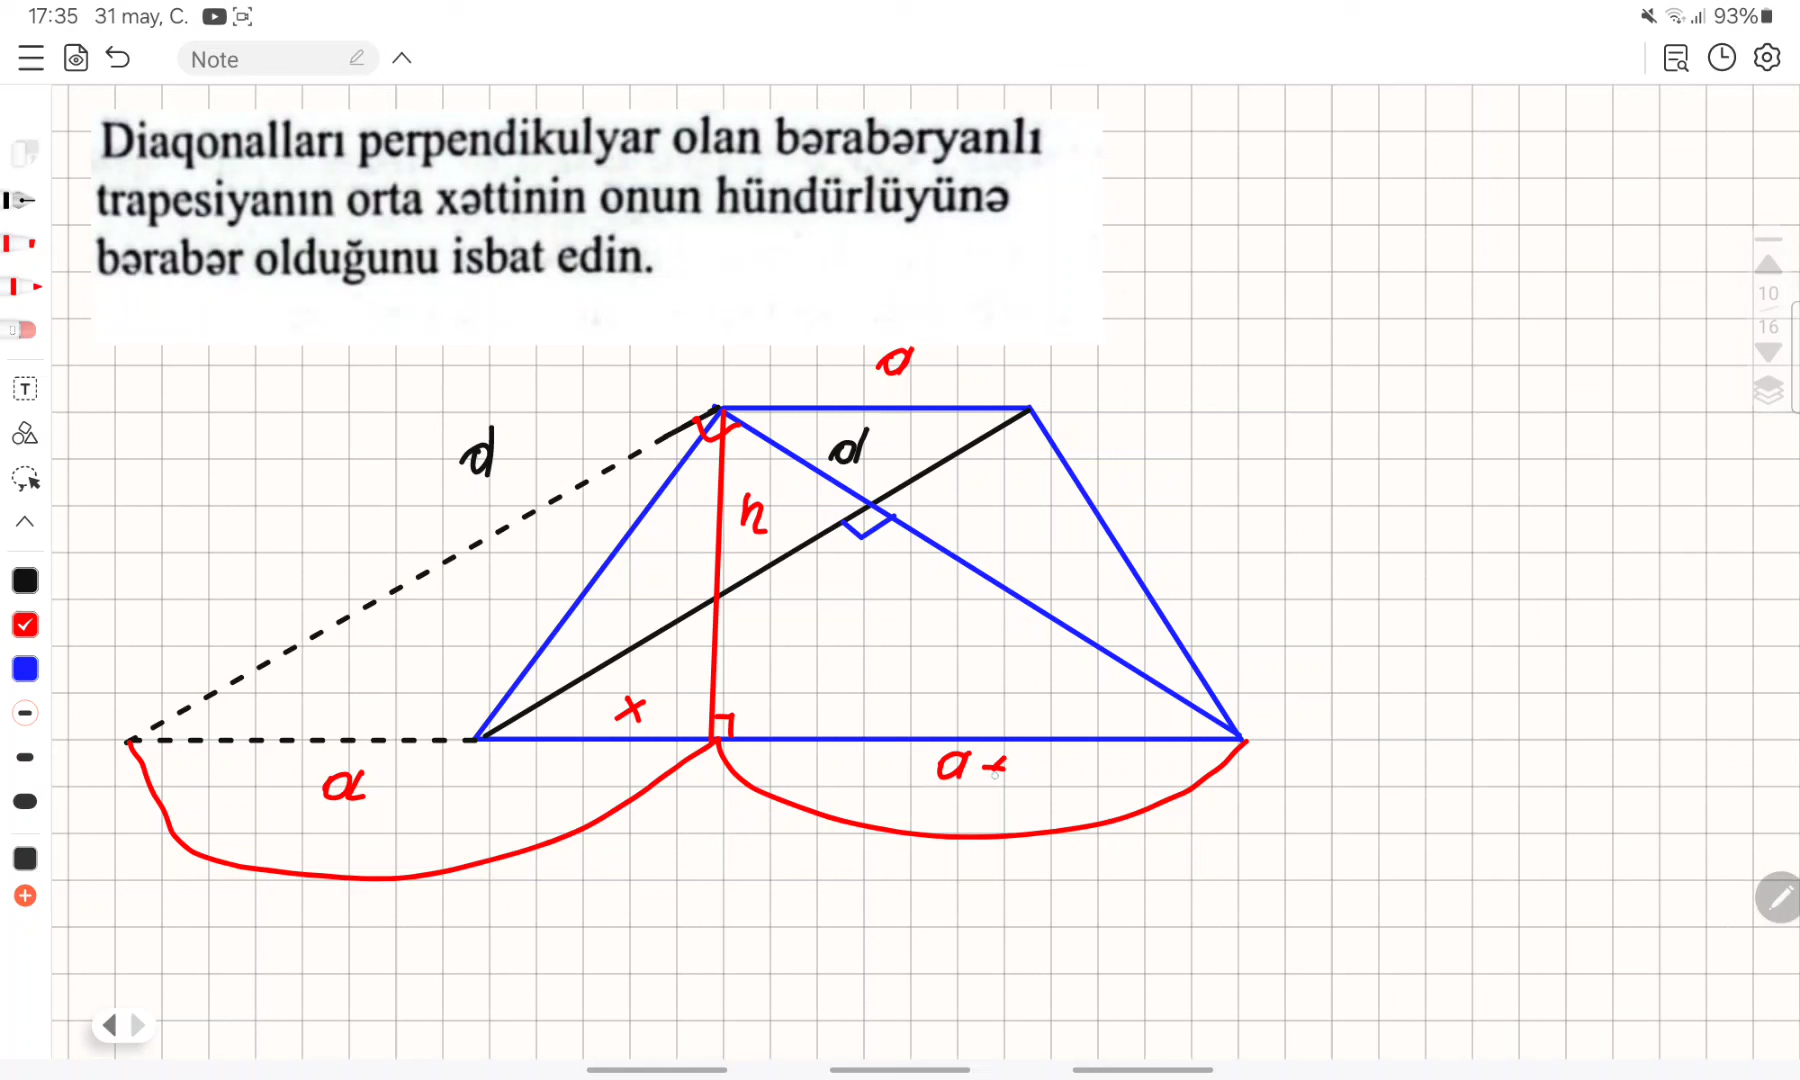 17:35 31 may, C. 93%
Note
Diaqonalları perpendikulyar olan bərabəryanlı
trapesiyanın orta xəttinin onun hündürlüyünə
bərabər olduğunu isbat edin.
a
d
d
h
x
a +
a
T
10
16